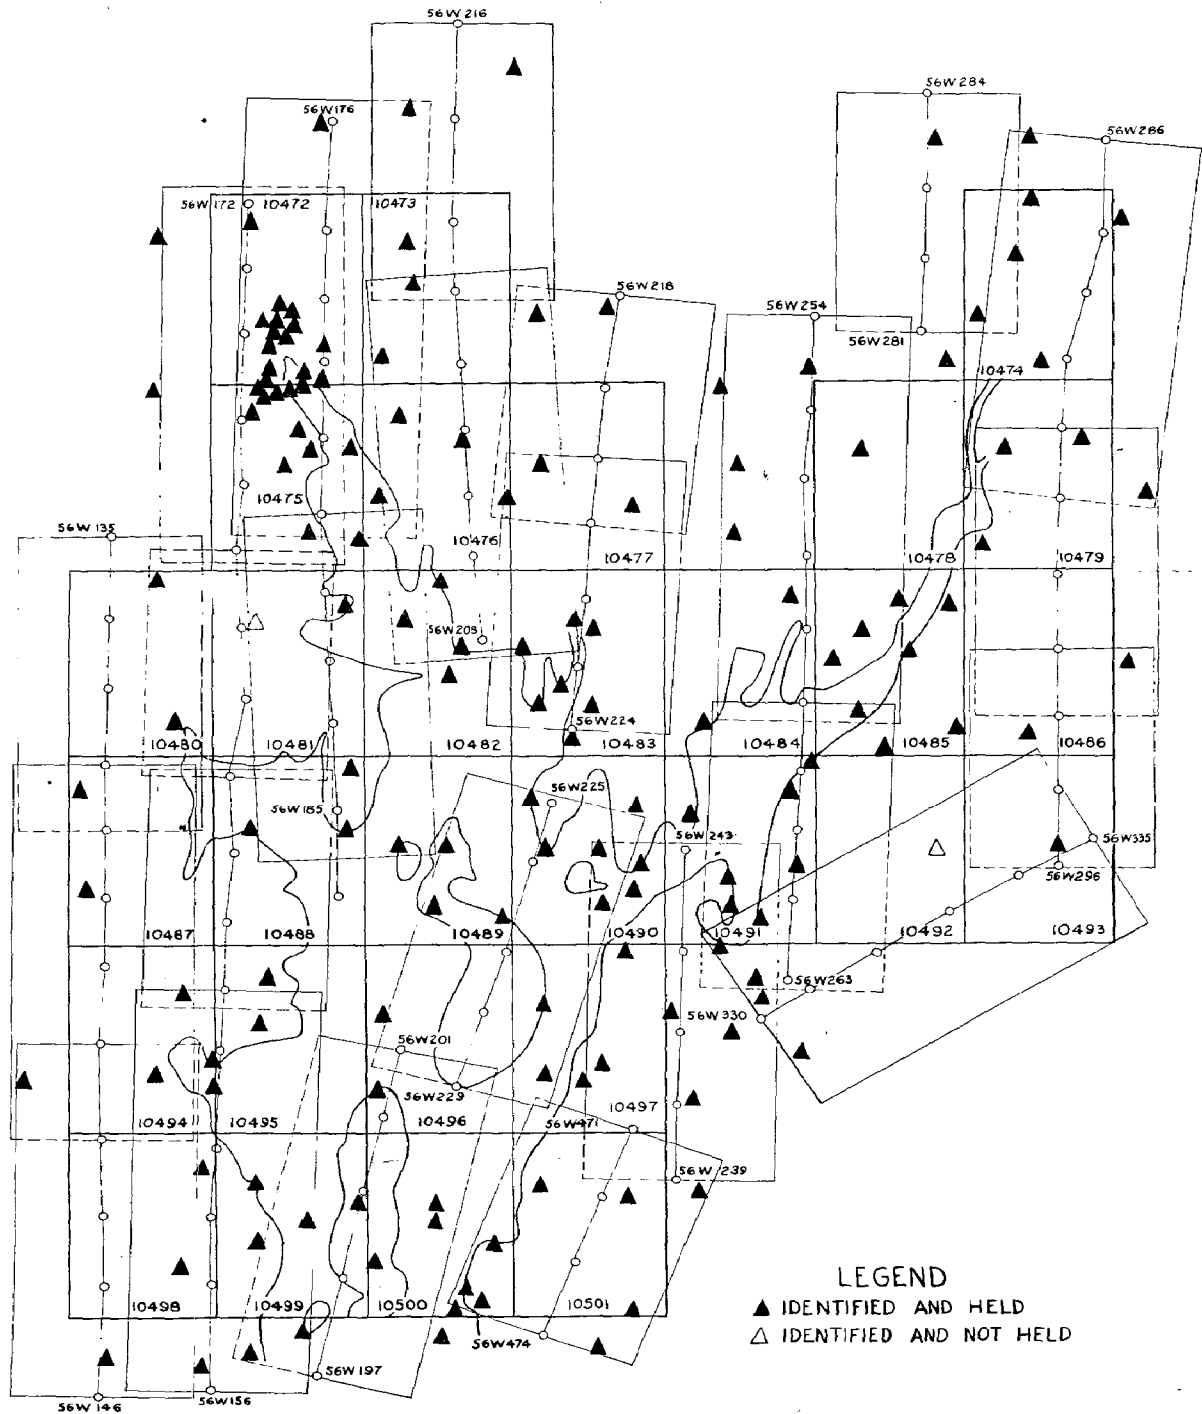 56W 216
56W 284
56W 176
56W 286
56W 172
10472
10473
56W 218
56W 254
56W 281
10474
10475
56W 135
10476
10477
10478
10479
56W 208
56W 224
10480
10481
10482
10483
10484
10485
10486
56W 225
56W 185
56W 243
56W 335
56W 296
10487
10488
10489
10490
10491
10492
10493
56W 263
56W 330
56W 201
56W 229
10494
10495
10496
10497
56W 471
56W 239
LEGEND
10498
10499
10500
10501
IDENTIFIED AND HELD
56W 474
IDENTIFIED AND NOT HELD
56W 197
56W 146
56W 156